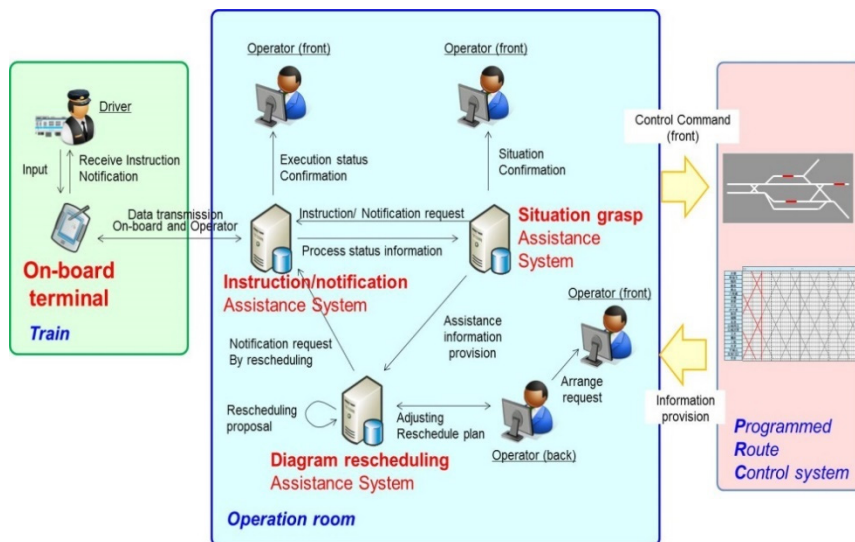 Driver
Input
Receive Instruction
Notification
On-board
terminal
Train
Data transmission
On-board and Operator
Operator (front)
Operator (front)
Execution status
Confirmation
Situation
Confirmation
Instruction/ Notification request
Process status information
Instruction/notification
Assistance System
Situation grasp
Assistance
System
Operator (front)
Notification request
By rescheduling
Assistance
information
provision
Arrange
request
Rescheduling
proposal
Adjusting
Reschedule plan
Operator (back)
Diagram rescheduling
Assistance System
Operation room
Control Command
(front)
Information
provision
Programmed
Route
Control system